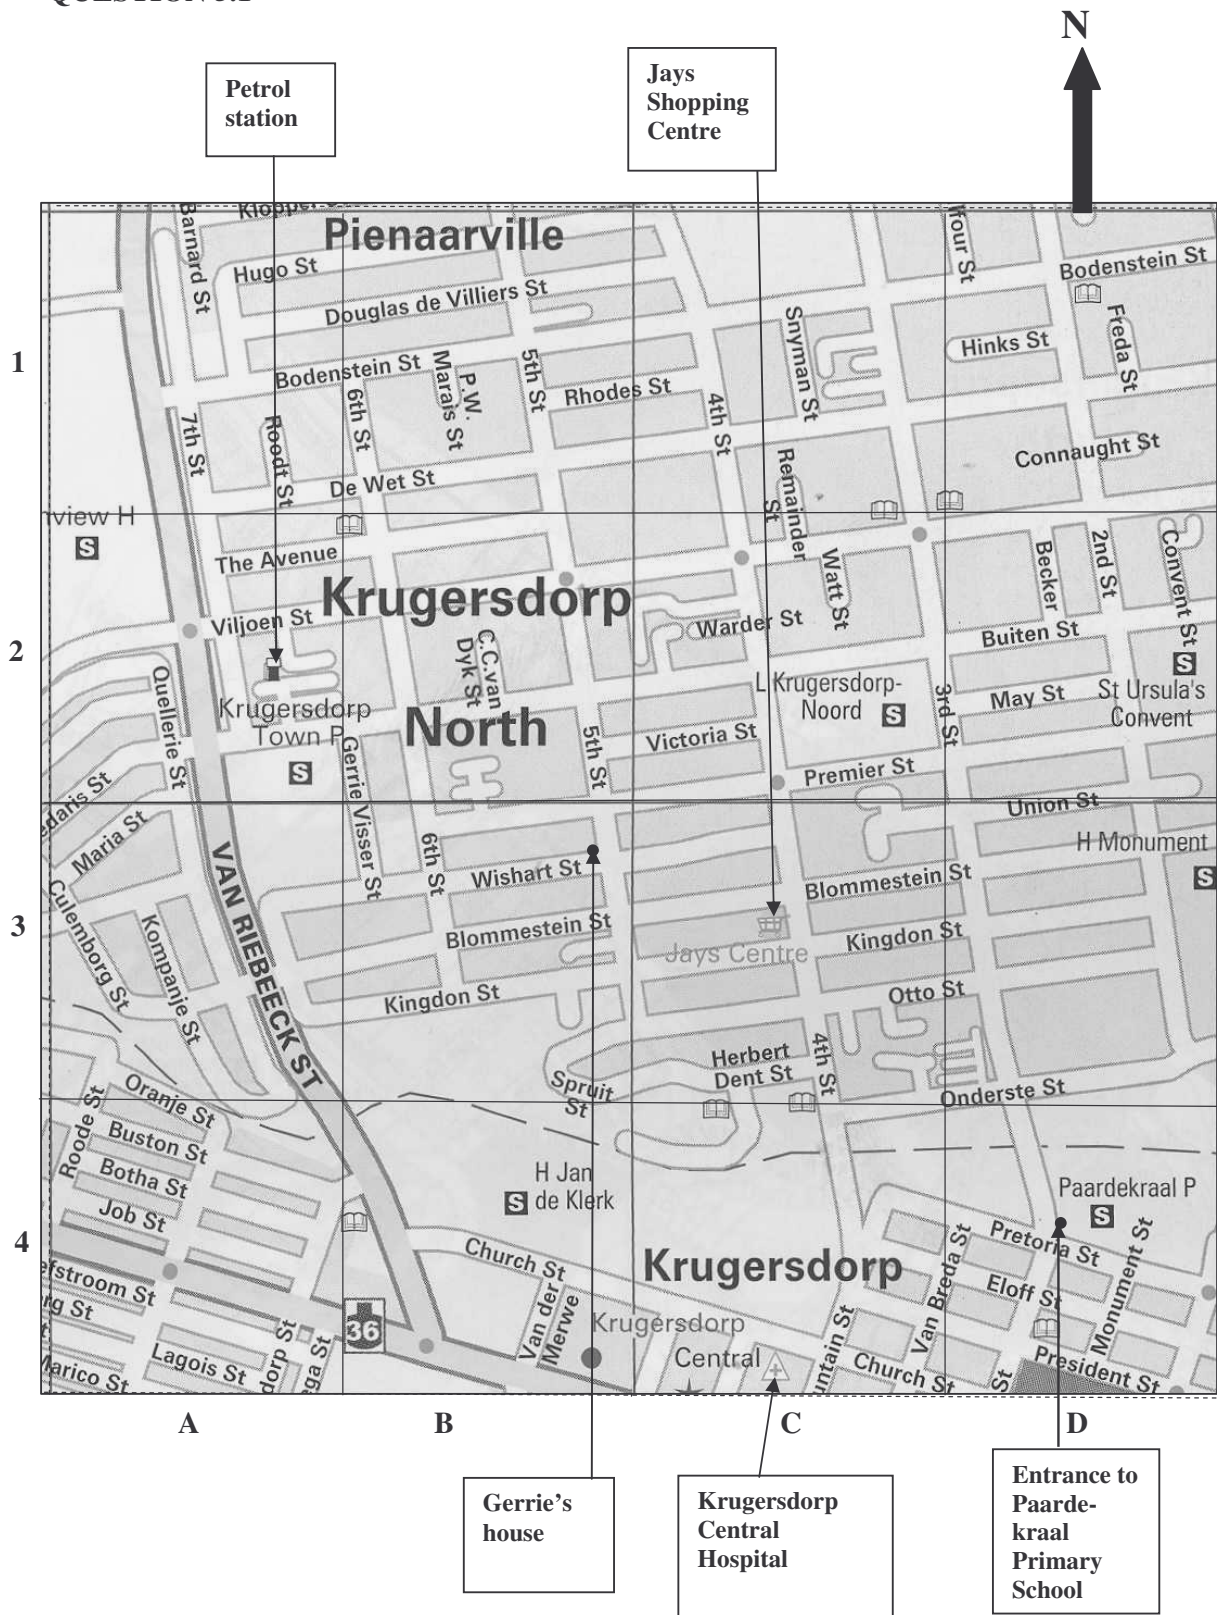 N
Petrol
station
Jays
Shopping
Centre
Pienaarville
Barnard St
Hugo St
Douglas de Villiers St
Bodenstein St
Bodenstein St
Freda St
Hinks St
Snyman St
1
5th St
P.W.
Marais St
Rhodes St
6th St
4th St
7th St
Roodt St
De Wet St
Connaught St
Remainder
St
S
The Avenue
Krugersdorp
Watt St
Becker
2nd St
Convent St
Viljoen St
Warder St
Buiten St
2
C.C.van
Dyk St
S
Quellerie St
Krugersdorp
Town P
S
North
L Krugersdorp-
Noord
S
May St
St Ursula's
Convent
3rd St
Victoria St
5th St
Gerrie Visser St
Premier St
Union St
Maria St
H Monument
S
VAN RIEBEECK ST
6th St
Wishart St
Blommestein St
3
Culemborg St
Kompanje St
Blommestein St
Jays Centre
Kingdon St
Kingdon St
Otto St
Herbert
Dent St
4th St
Spruit
St
Onderste St
Oranje St
Roode St
Buston St
Botha St
Job St
H Jan
de Klerk
S
Paardekraal P
S
4
Church St
Krugersdorp
Pretoria St
Van Breda St
Eloff St
Monument St
36
Van der
Merwe
Krugersdorp
Central
Lagois St
Church St
St
President St
A
B
C
D
Gerrie's
house
Krugersdorp
Central
Hospital
Entrance to
Paarde-
kraal
Primary
School